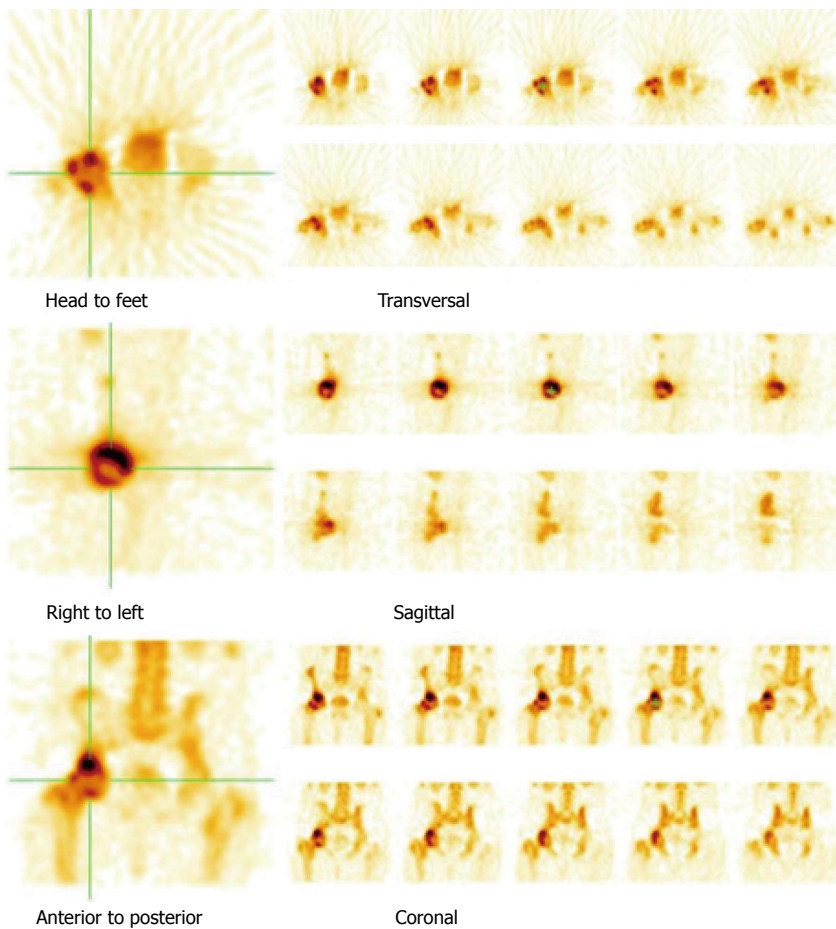 Head to feet
Transversal
Right to left
Sagittal
Anterior to posterior
Coronal